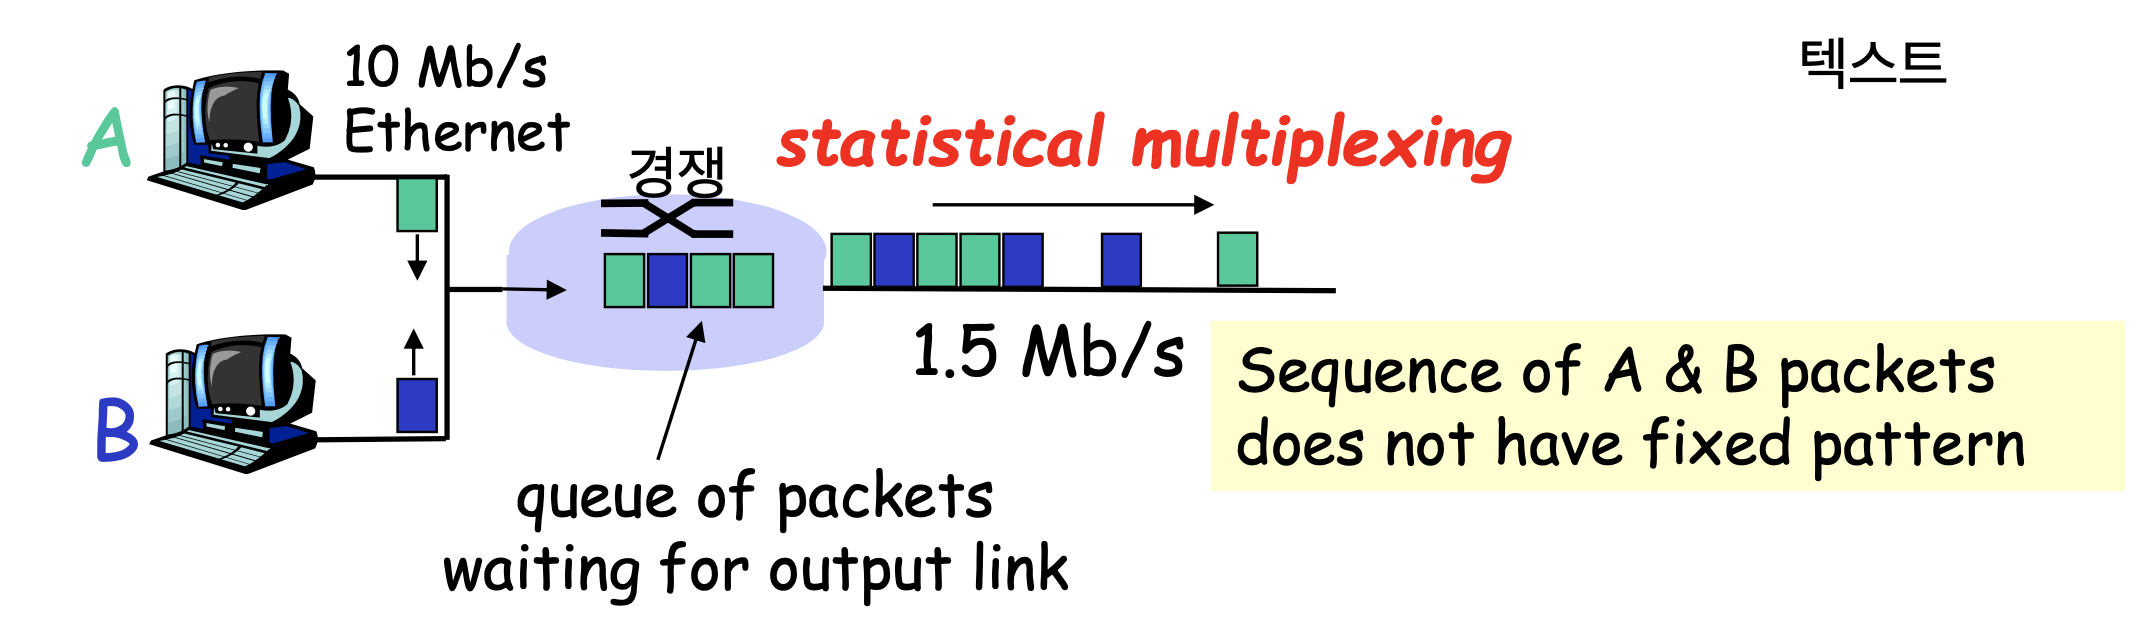 텍스트
A
10 Mb/s
Ethernet
경쟁
statistical multiplexing
1.5 Mb/s
B
Sequence of A & B packets
does not have fixed pattern
queue of packets
waiting for output link